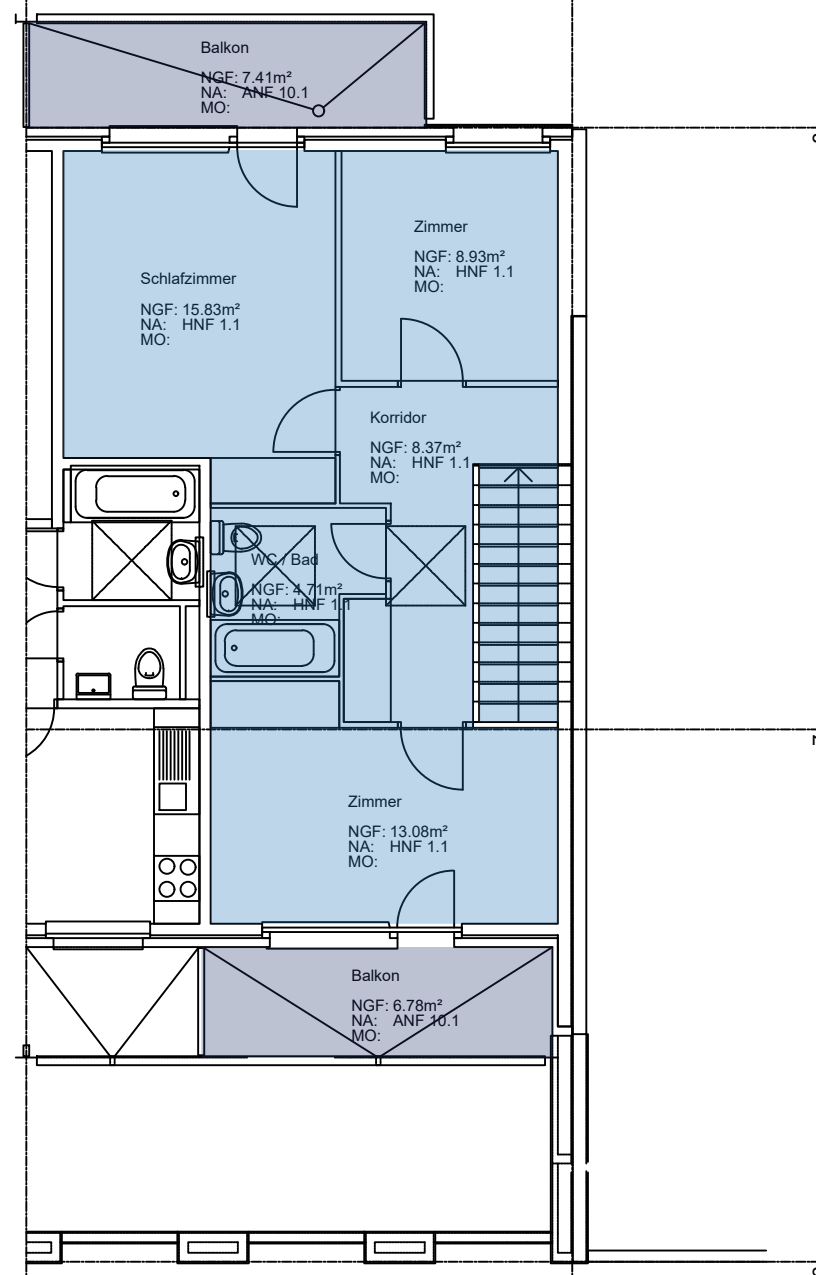 Balkon
NGF: 7.41m²
NA: ANF 10.1
MO:
Zimmer
NGF: 8.93m²
NA: HNF 1.1
MO:
Schlafzimmer
NGF: 15.83m²
NA: HNF 1.1
MO:
Korridor
NGF: 8.37m²
NA: HNF 1.1
MO:
WC / Bad
NGF: 4.71m²
NA: HNF 1.1
MO:
Zimmer
NGF: 13.08m²
NA: HNF 1.1
MO:
Balkon
NGF: 6.78m²
NA: ANF 10.1
MO: